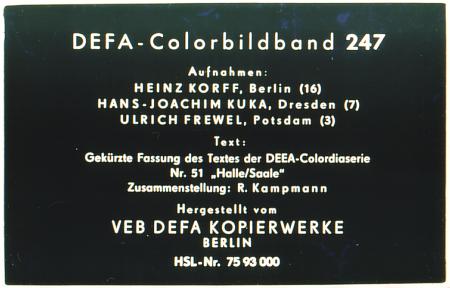 DEFA-Colorbildband 247
Aufnahmen:
HEINZ KORFF, Berlin (16)
HANS-JOACHIM KUKA, Dresden (7)
ULRICH FREWEL, Potsdam (3)
Text:
Gekürzte Fassung des Textes der DEEA-Colordiaserie
Nr. 51 „Halle/Saale"
Zusammenstellung: R. Kampmann
Hergestellt vom
VEB DEFA KOPIERWERKE
BERLIN
HSL-Nr. 75 93 000